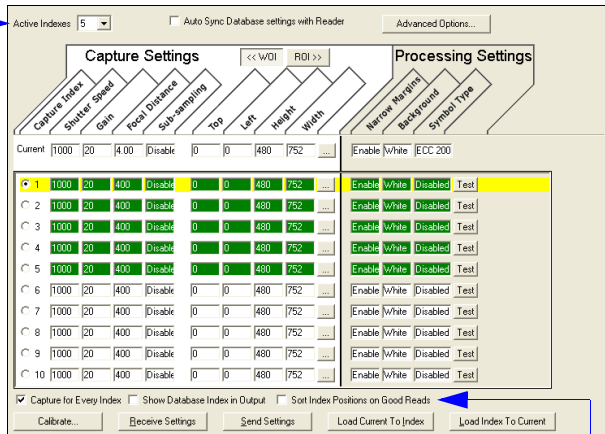 Active Indexes 5 Auto Sync Database settings with Reader Advanced Options...
Capture Settings << WOI ROI >> Processing Settings
Capture Index Shutter Speed Gain Focal Distance Sub-sampling Top Left Height Width Narrow Margins Background Symbol Type
Current 1000 20 4.00 Disable 0 0 480 752 ... Enable White ECC 200
1 1000 20 400 Disable 0 0 480 752 ... Enable White Disabled Test
2 1000 20 400 Disable 0 0 480 752 ... Enable White Disabled Test
3 1000 20 400 Disable 0 0 480 752 ... Enable White Disabled Test
4 1000 20 400 Disable 0 0 480 752 ... Enable White Disabled Test
5 1000 20 400 Disable 0 0 480 752 ... Enable White Disabled Test
6 1000 20 400 Disable 0 0 480 752 ... Enable White Disabled Test
7 1000 20 400 Disable 0 0 480 752 ... Enable White Disabled Test
8 1000 20 400 Disable 0 0 480 752 ... Enable White Disabled Test
9 1000 20 400 Disable 0 0 480 752 ... Enable White Disabled Test
10 1000 20 400 Disable 0 0 480 752 ... Enable White Disabled Test
Capture for Every Index Show Database Index in Output Sort Index Positions on Good Reads
Calibrate... Receive Settings Send Settings Load Current To Index Load Index To Current